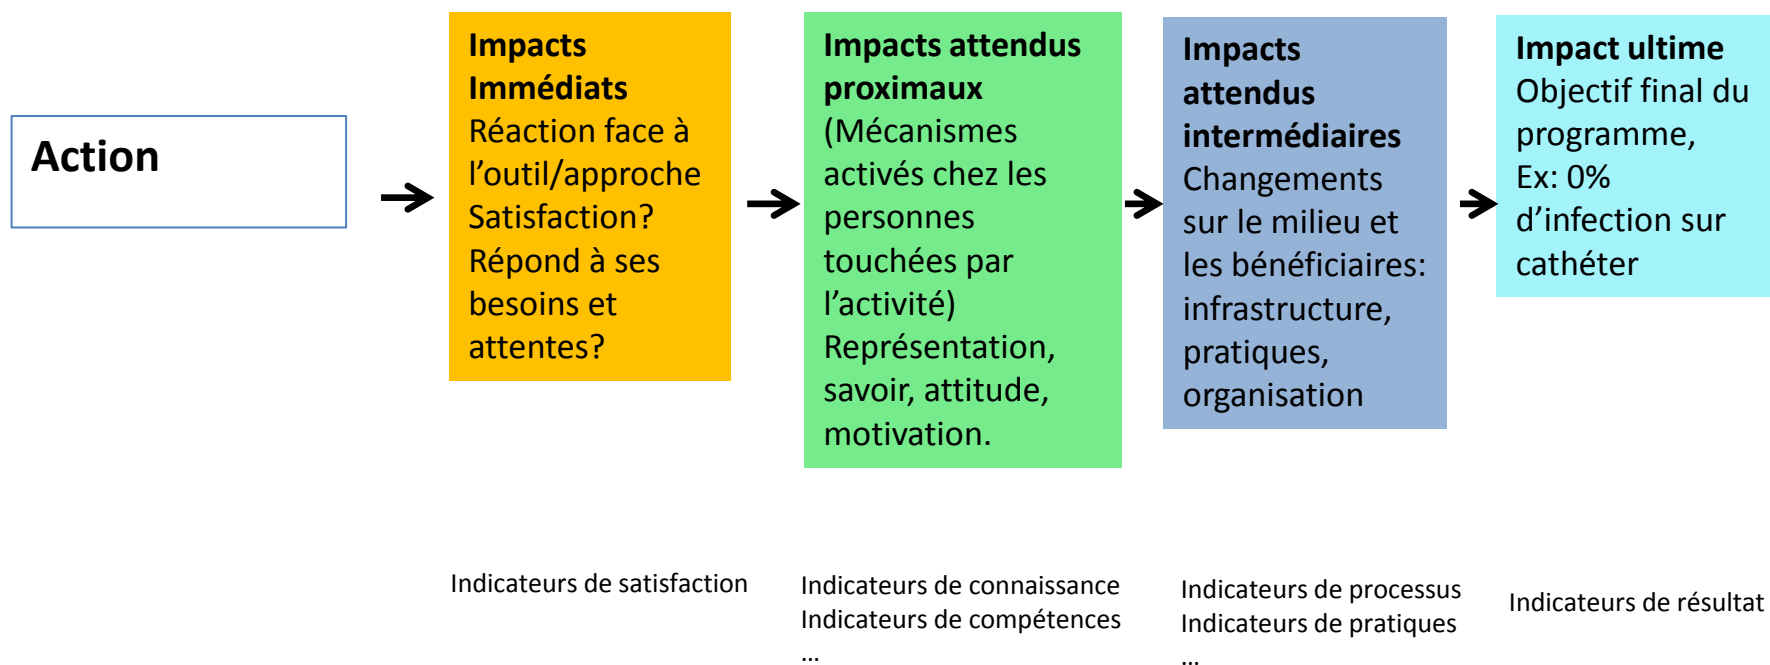 Action
Impacts
Immédiats
Réaction face à
l’outil/approche
Satisfaction?
Répond à ses
besoins et
attentes?
Impacts attendus
proximaux
(Mécanismes
activés chez les
personnes
touchées par
l’activité)
Représentation,
savoir, attitude,
motivation.
Impacts
attendus
intermédiaires
Changements
sur le milieu et
les bénéficiaires:
infrastructure,
pratiques,
organisation
Impact ultime
Objectif final du
programme,
Ex: 0%
d’infection sur
cathéter
Indicateurs de satisfaction
Indicateurs de connaissance
Indicateurs de compétences
…
Indicateurs de processus
Indicateurs de pratiques
…
Indicateurs de résultat